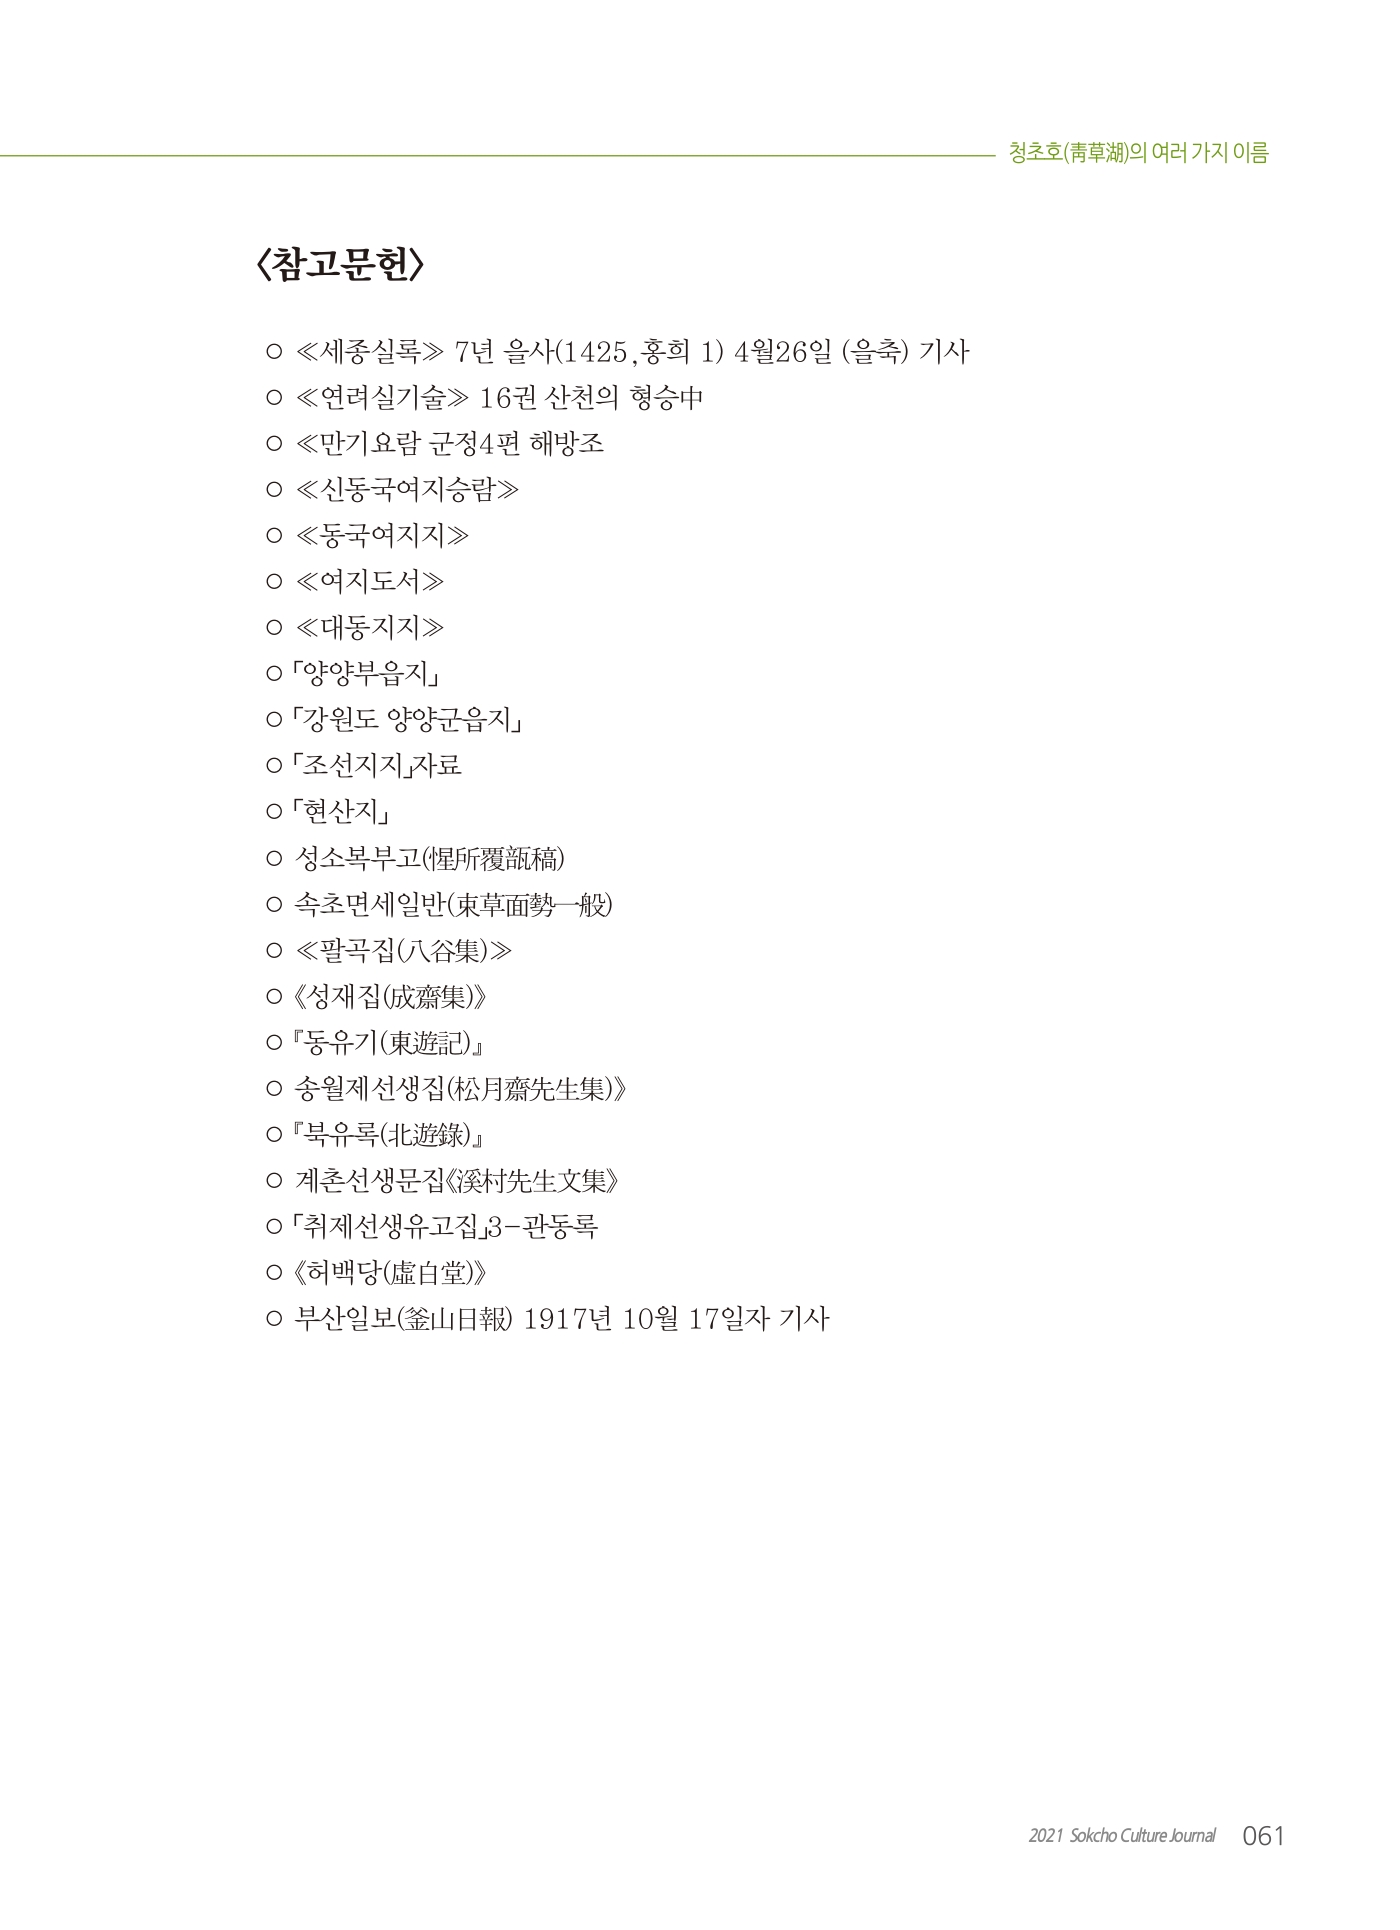 청초호(靑草湖)의 여러 가지 이름
〈참고문헌〉
○ ≪세종실록≫ 7년 을사(1425,홍희 1) 4월26일 (을축) 기사
○ ≪연려실기술≫ 16권 산천의 형승中
○ ≪만기요람 군정4편 해방조
○ ≪신동국여지승람≫
○ ≪동국여지지≫
○ ≪여지도서≫
○ ≪대동지지≫
○ 「양양부읍지」
○ 「강원도 양양군읍지」
○ 「조선지지」자료
○ 「현산지」
○ 성소복부고(惺所覆瓿稿)
○ 속초면세일반(束草面勢一般)
○ ≪팔곡집(八谷集)≫
○ 《성재집(成齋集)》
○ 『동유기(東遊記)』
○ 송월제선생집(松月齋先生集)》
○ 『북유록(北遊錄)』
○ 계촌선생문집《溪村先生文集》
○ 「취제선생유고집」3-관동록
○ 《허백당(虛白堂)》
○ 부산일보(釜山日報) 1917년 10월 17일자 기사
2021 Sokcho Culture Journal 061